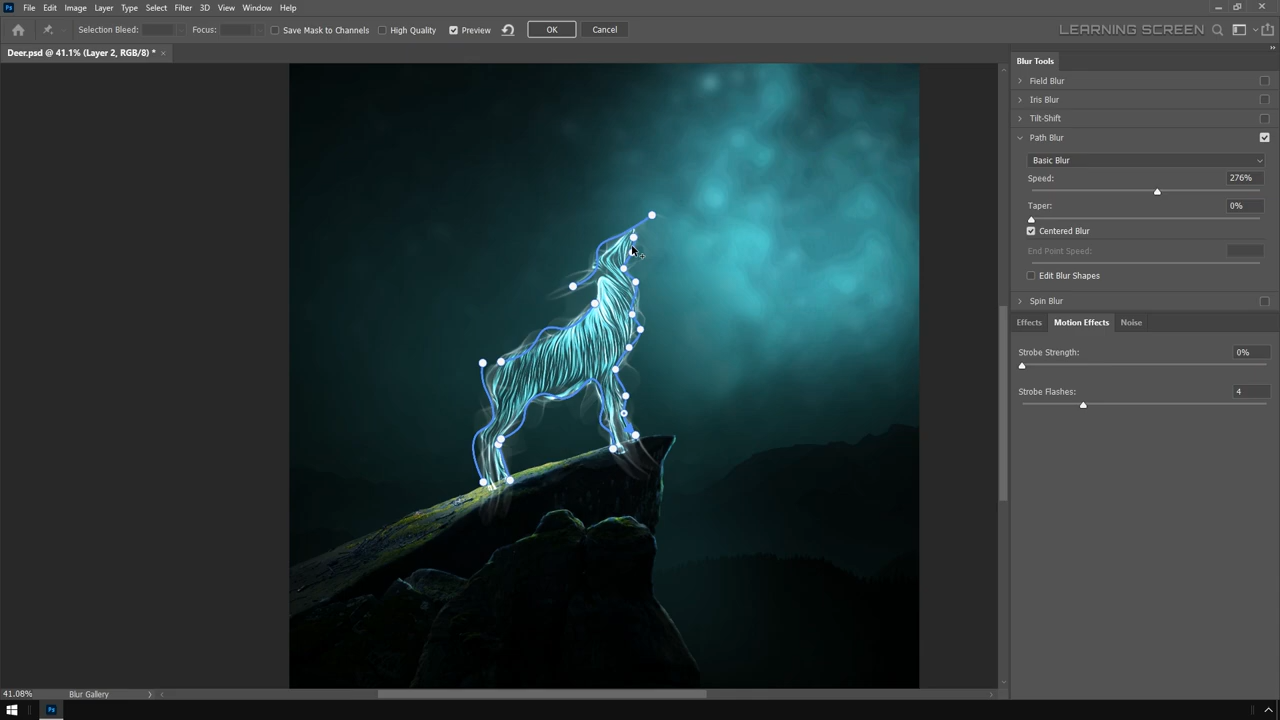 Ps File Edit Image Layer Type Select Filter 3D View Window Help
Selection Bleed: Focus: Save Mask to Channels High Quality Preview OK Cancel LEARNING SCREEN
Deer.psd @ 41.1% (Layer 2, RGB/8) * ×
Blur Tools
Field Blur
Iris Blur
Tilt-Shift
Path Blur
Basic Blur
Speed: 276%
Taper: 0%
Centered Blur
End Point Speed:
Edit Blur Shapes
Spin Blur
Effects Motion Effects Noise
Strobe Strength: 0%
Strobe Flashes: 4
41.08% Blur Gallery
Ps